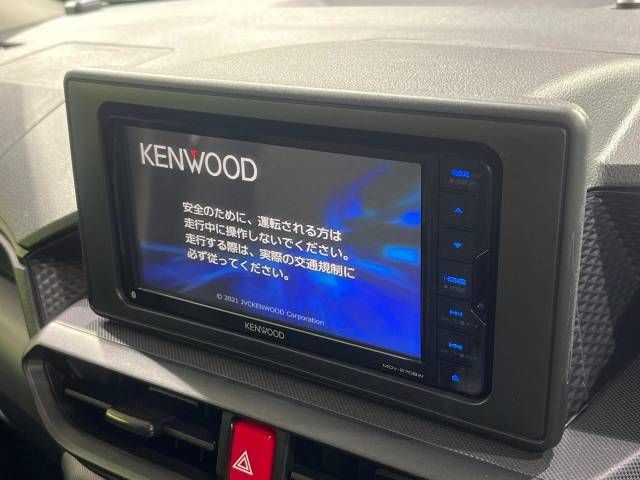 KENWOOD
安全のために、運転される方は
走行中に操作しないでください。
走行する際は、実際の交通規制に
必ず従ってください。
© 2021 JVCKENWOOD Corporation
KENWOOD
HOME